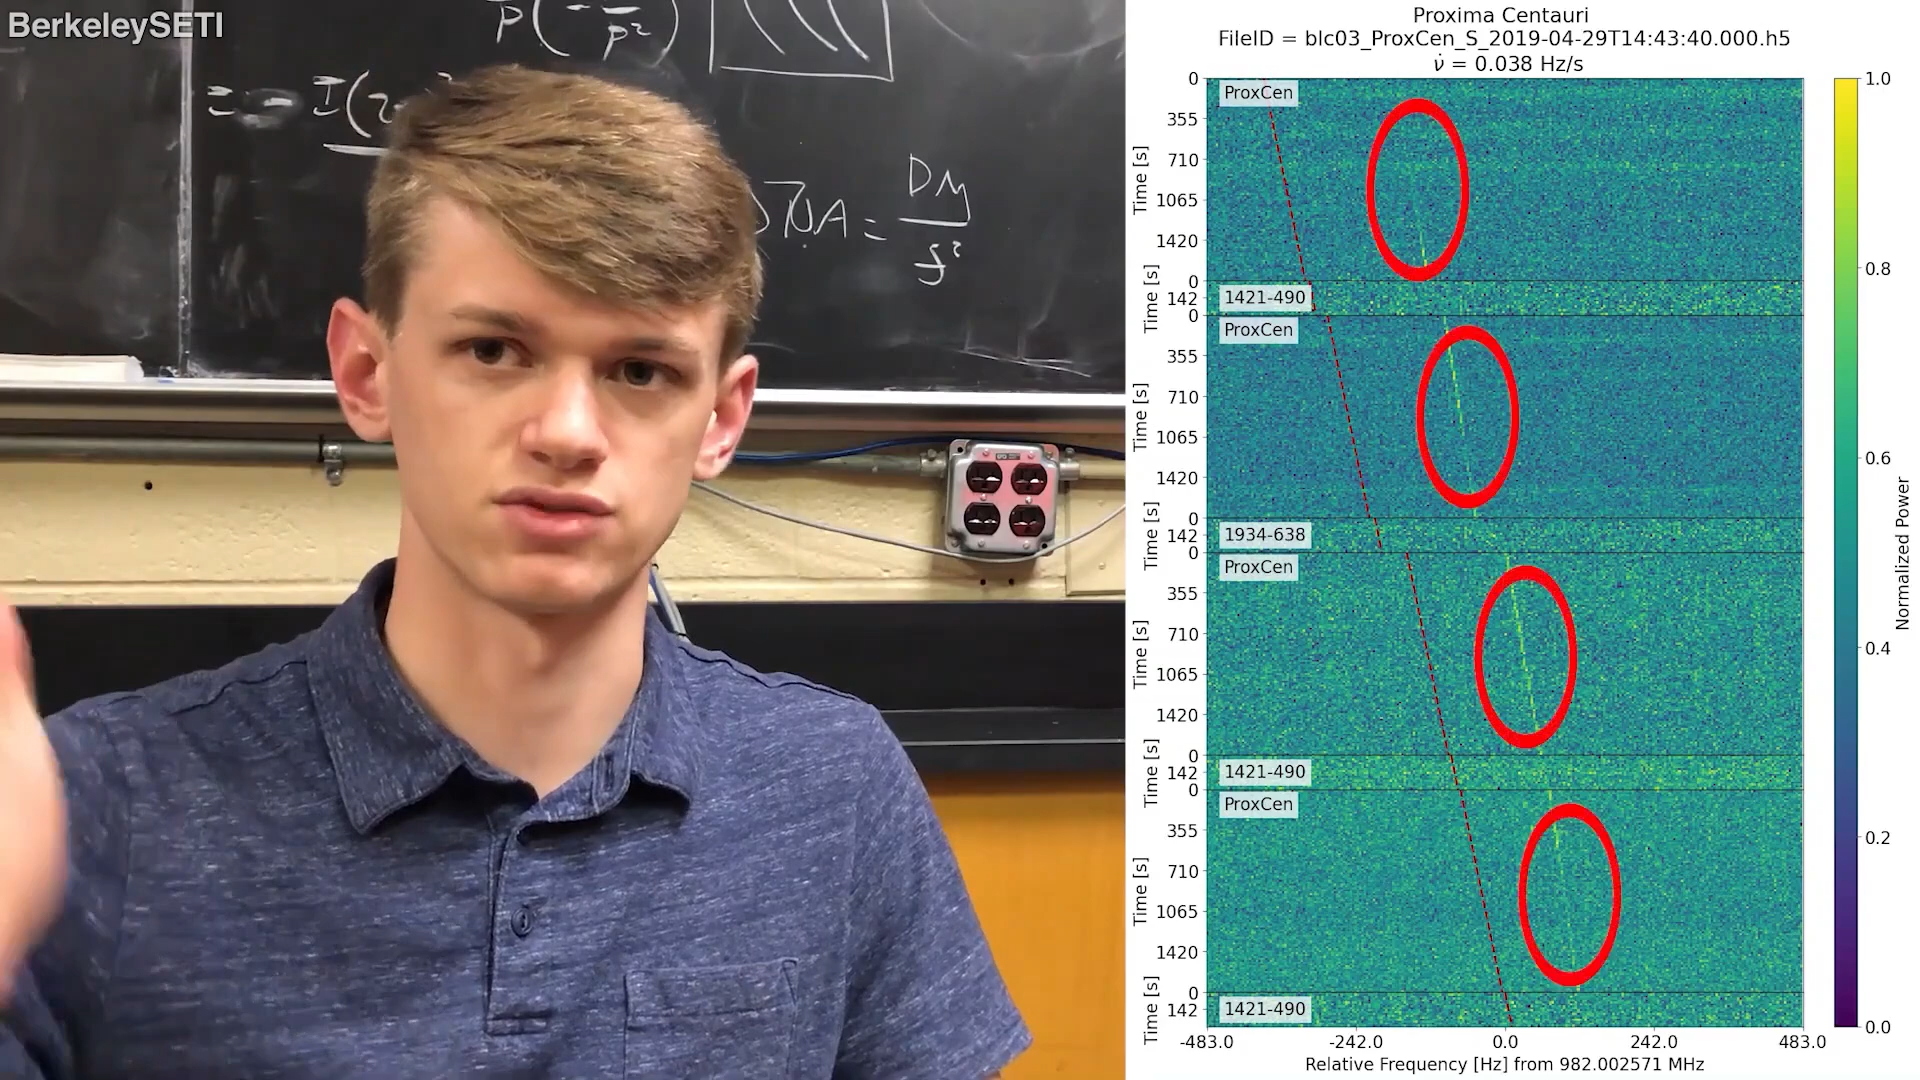 BerkeleySETI
DM
Proxima Centauri
FileID = blc03_ProxCen_S_2019-04-29T14:43:40.000.h5
ν̇ = 0.038 Hz/s
0
ProxCen
355
710
1065
1420
Time [s]
0
1421-490
142
Time [s]
0
ProxCen
355
710
1065
1420
Time [s]
0
1934-638
142
Time [s]
0
ProxCen
355
710
1065
1420
Time [s]
0
1421-490
142
Time [s]
0
ProxCen
355
710
1065
1420
Time [s]
0
1421-490
142
Time [s]
-483.0 -242.0 0.0 242.0 483.0
Relative Frequency [Hz] from 982.002571 MHz
1.0
0.8
0.6
0.4
0.2
0.0
Normalized Power